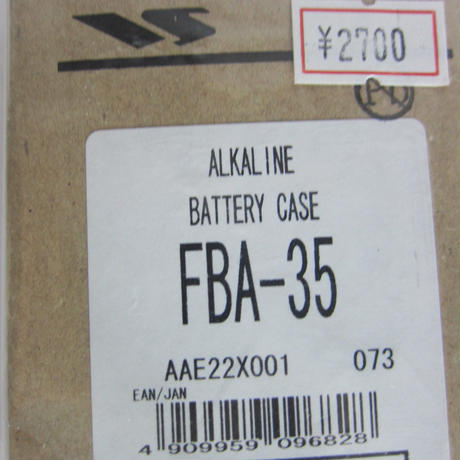 ¥2700
ALKALINE
BATTERY CASE
FBA-35
AAE22X001 073
EAN/JAN
4 909959 096828